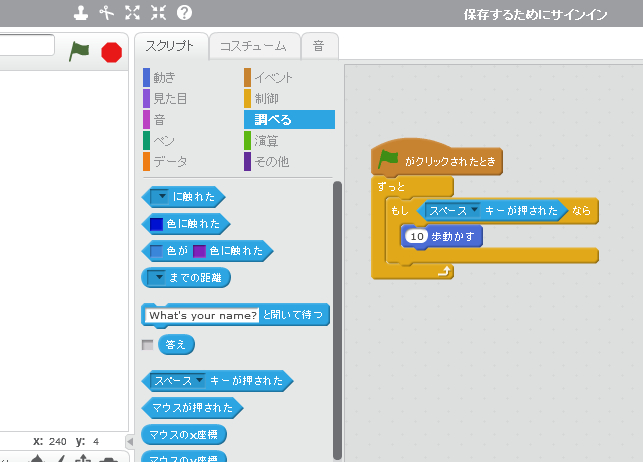 保存するためにサインイン
スクリプト コスチューム 音
動き イベント
見た目 制御
音 調べる
ペン 演算
データ その他
に触れた
色に触れた
色が 色に触れた
までの距離
What's your name? と聞いて待つ
答え
スペース キーが押された
マウスが押された
マウスのx座標
マウスのy座標
がクリックされたとき
ずっと
もし スペース キーが押された なら
10 歩動かす
x: 240 y: 4